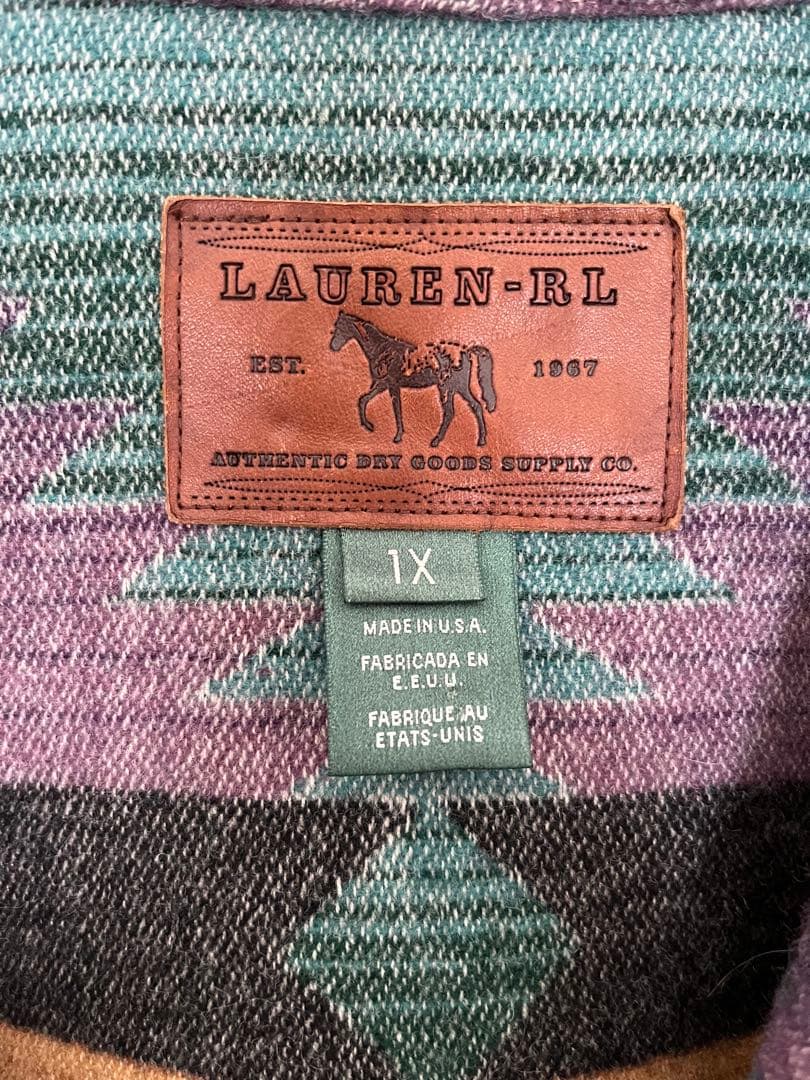 LAUREN-RL
EST. 1967
AUTHENTIC DRY GOODS SUPPLY CO.
1X
MADE IN U.S.A.
FABRICADA EN
E.E.U.U.
FABRIQUE AU
ETATS-UNIS